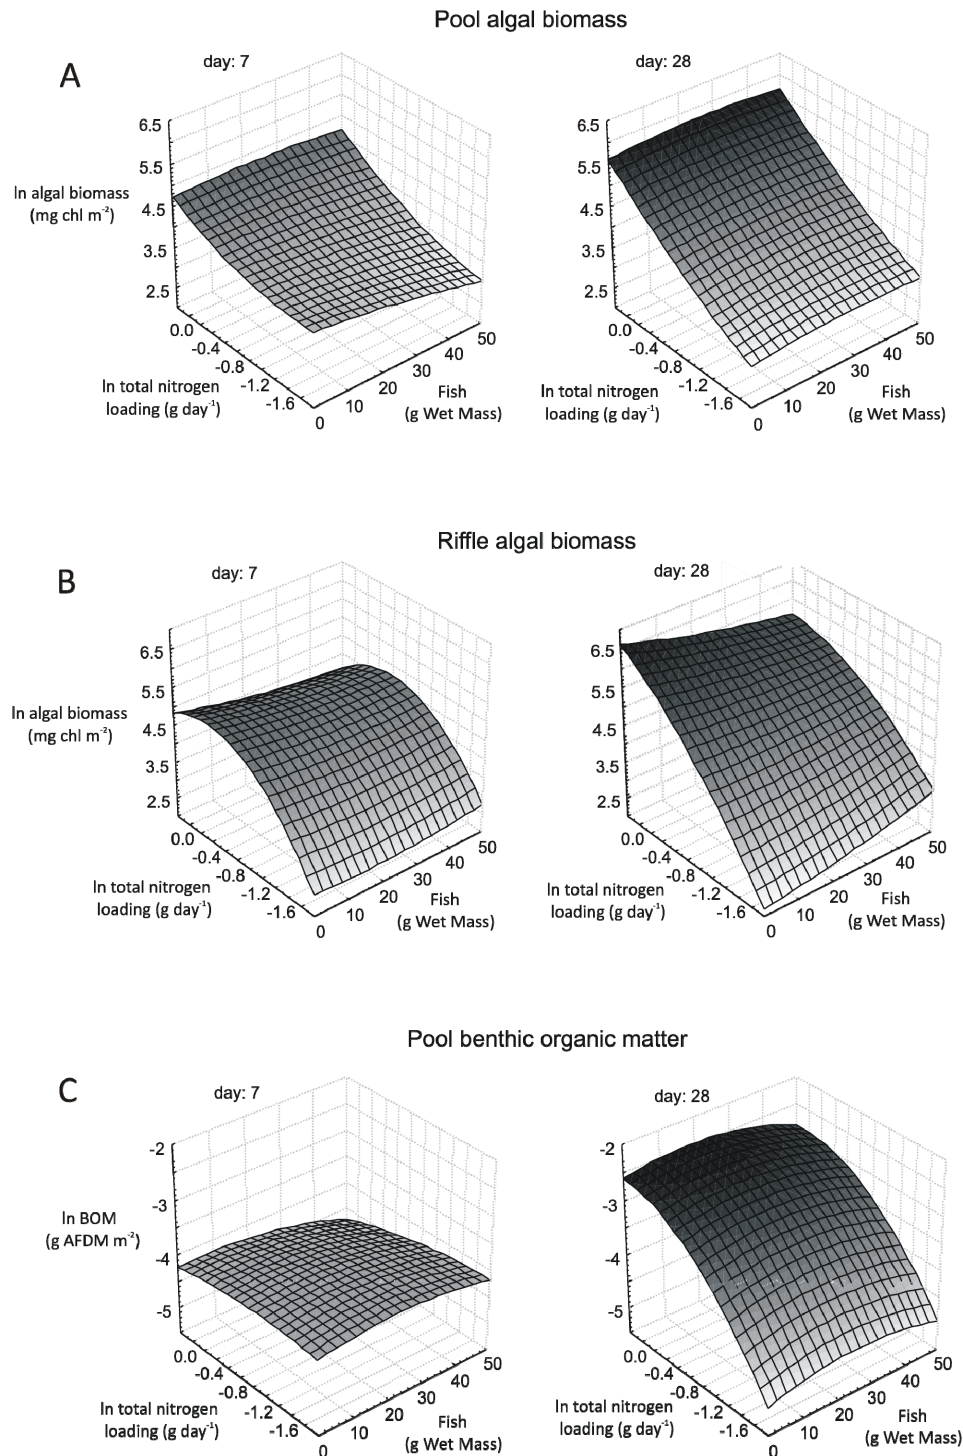 Pool algal biomass
A
day: 7
day: 28
6.5
5.5
4.5
3.5
2.5
ln algal biomass
(mg chl m⁻²)
0.0
-0.4
-0.8
-1.2
-1.6
ln total nitrogen
loading (g day⁻¹)
0
10
20
30
40
50
Fish
(g Wet Mass)
0.0
-0.4
-0.8
-1.2
-1.6
ln total nitrogen
loading (g day⁻¹)
0
10
20
30
40
50
Fish
(g Wet Mass)
Riffle algal biomass
B
day: 7
day: 28
6.5
5.5
4.5
3.5
2.5
ln algal biomass
(mg chl m⁻²)
0.0
-0.4
-0.8
-1.2
-1.6
ln total nitrogen
loading (g day⁻¹)
0
10
20
30
40
50
Fish
(g Wet Mass)
6.5
5.5
4.5
3.5
2.5
0.0
-0.4
-0.8
-1.2
-1.6
ln total nitrogen
loading (g day⁻¹)
0
10
20
30
40
50
Fish
(g Wet Mass)
Pool benthic organic matter
C
day: 7
day: 28
-2
-3
-4
-5
ln BOM
(g AFDM m⁻²)
0.0
-0.4
-0.8
-1.2
-1.6
ln total nitrogen
loading (g day⁻¹)
0
10
20
30
40
50
Fish
(g Wet Mass)
-2
-3
-4
-5
0.0
-0.4
-0.8
-1.2
-1.6
ln total nitrogen
loading (g day⁻¹)
0
10
20
30
40
50
Fish
(g Wet Mass)
6.5
5.5
4.5
3.5
2.5